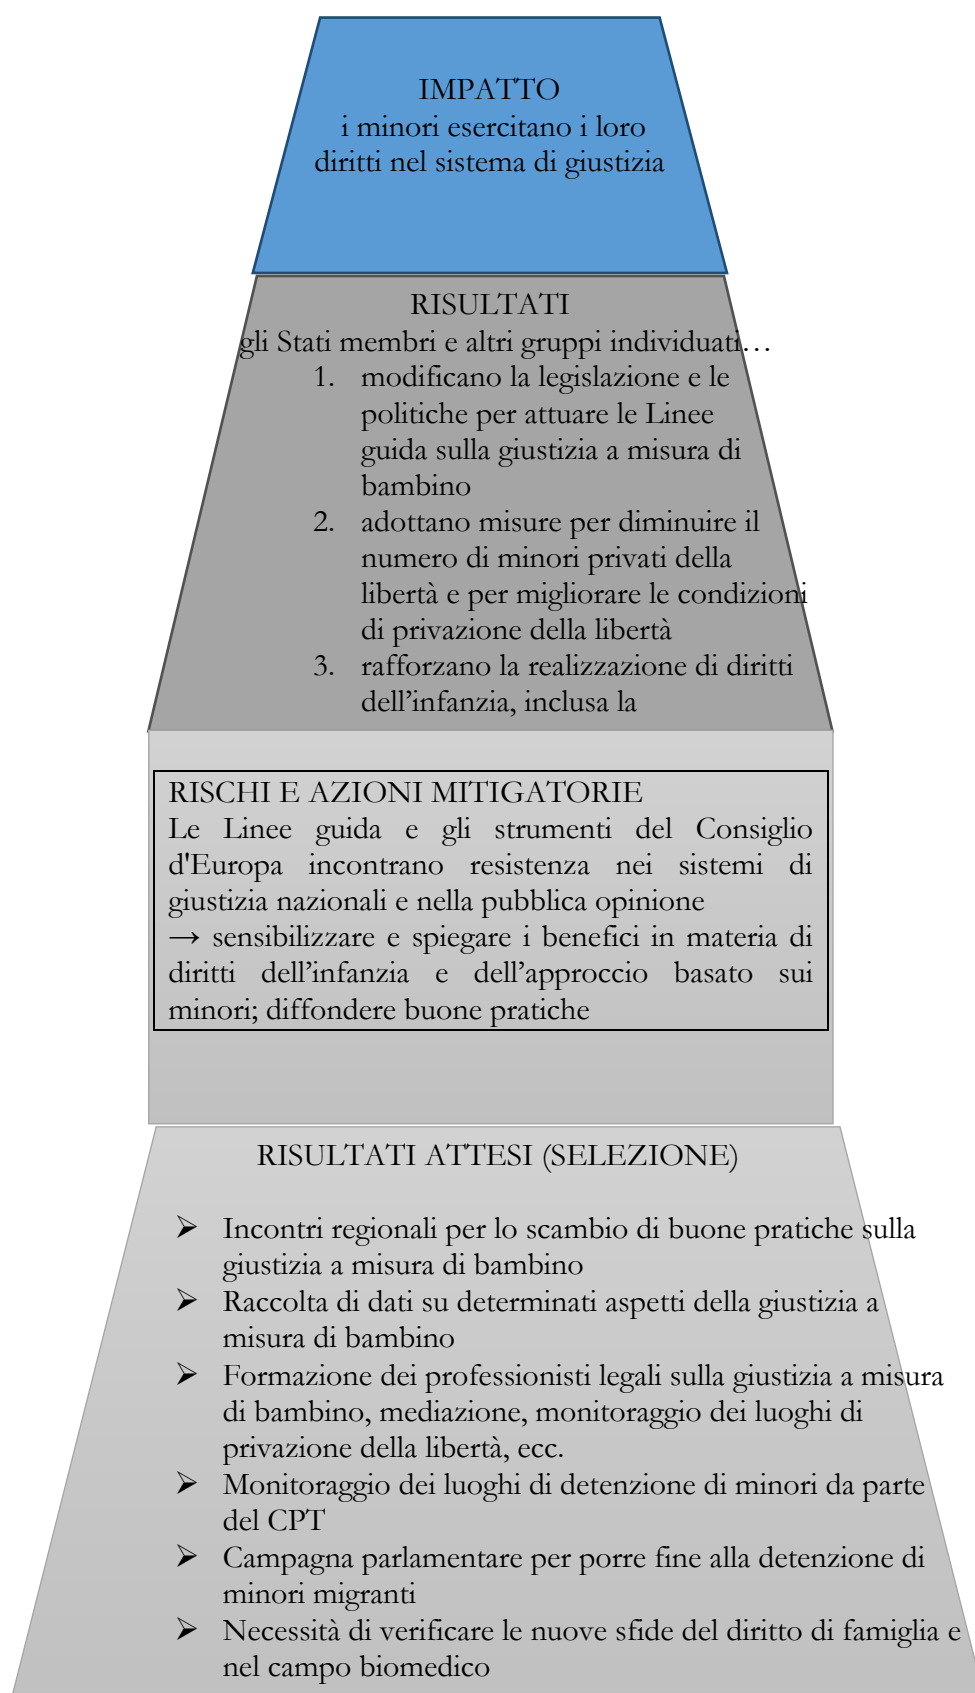 IMPATTO
i minori esercitano i loro
diritti nel sistema di giustizia
RISULTATI
gli Stati membri e altri gruppi individuati…
1. modificano la legislazione e le
politiche per attuare le Linee
guida sulla giustizia a misura di
bambino
2. adottano misure per diminuire il
numero di minori privati della
libertà e per migliorare le condizioni
di privazione della libertà
3. rafforzano la realizzazione di diritti
dell’infanzia, inclusa la
RISCHI E AZIONI MITIGATORIE
Le Linee guida e gli strumenti del Consiglio
d'Europa incontrano resistenza nei sistemi di
giustizia nazionali e nella pubblica opinione
→ sensibilizzare e spiegare i benefici in materia di
diritti dell’infanzia e dell’approccio basato sui
minori; diffondere buone pratiche
RISULTATI ATTESI (SELEZIONE)
➢ Incontri regionali per lo scambio di buone pratiche sulla
giustizia a misura di bambino
➢ Raccolta di dati su determinati aspetti della giustizia a
misura di bambino
➢ Formazione dei professionisti legali sulla giustizia a misura
di bambino, mediazione, monitoraggio dei luoghi di
privazione della libertà, ecc.
➢ Monitoraggio dei luoghi di detenzione di minori da parte
del CPT
➢ Campagna parlamentare per porre fine alla detenzione di
minori migranti
➢ Necessità di verificare le nuove sfide del diritto di famiglia e
nel campo biomedico